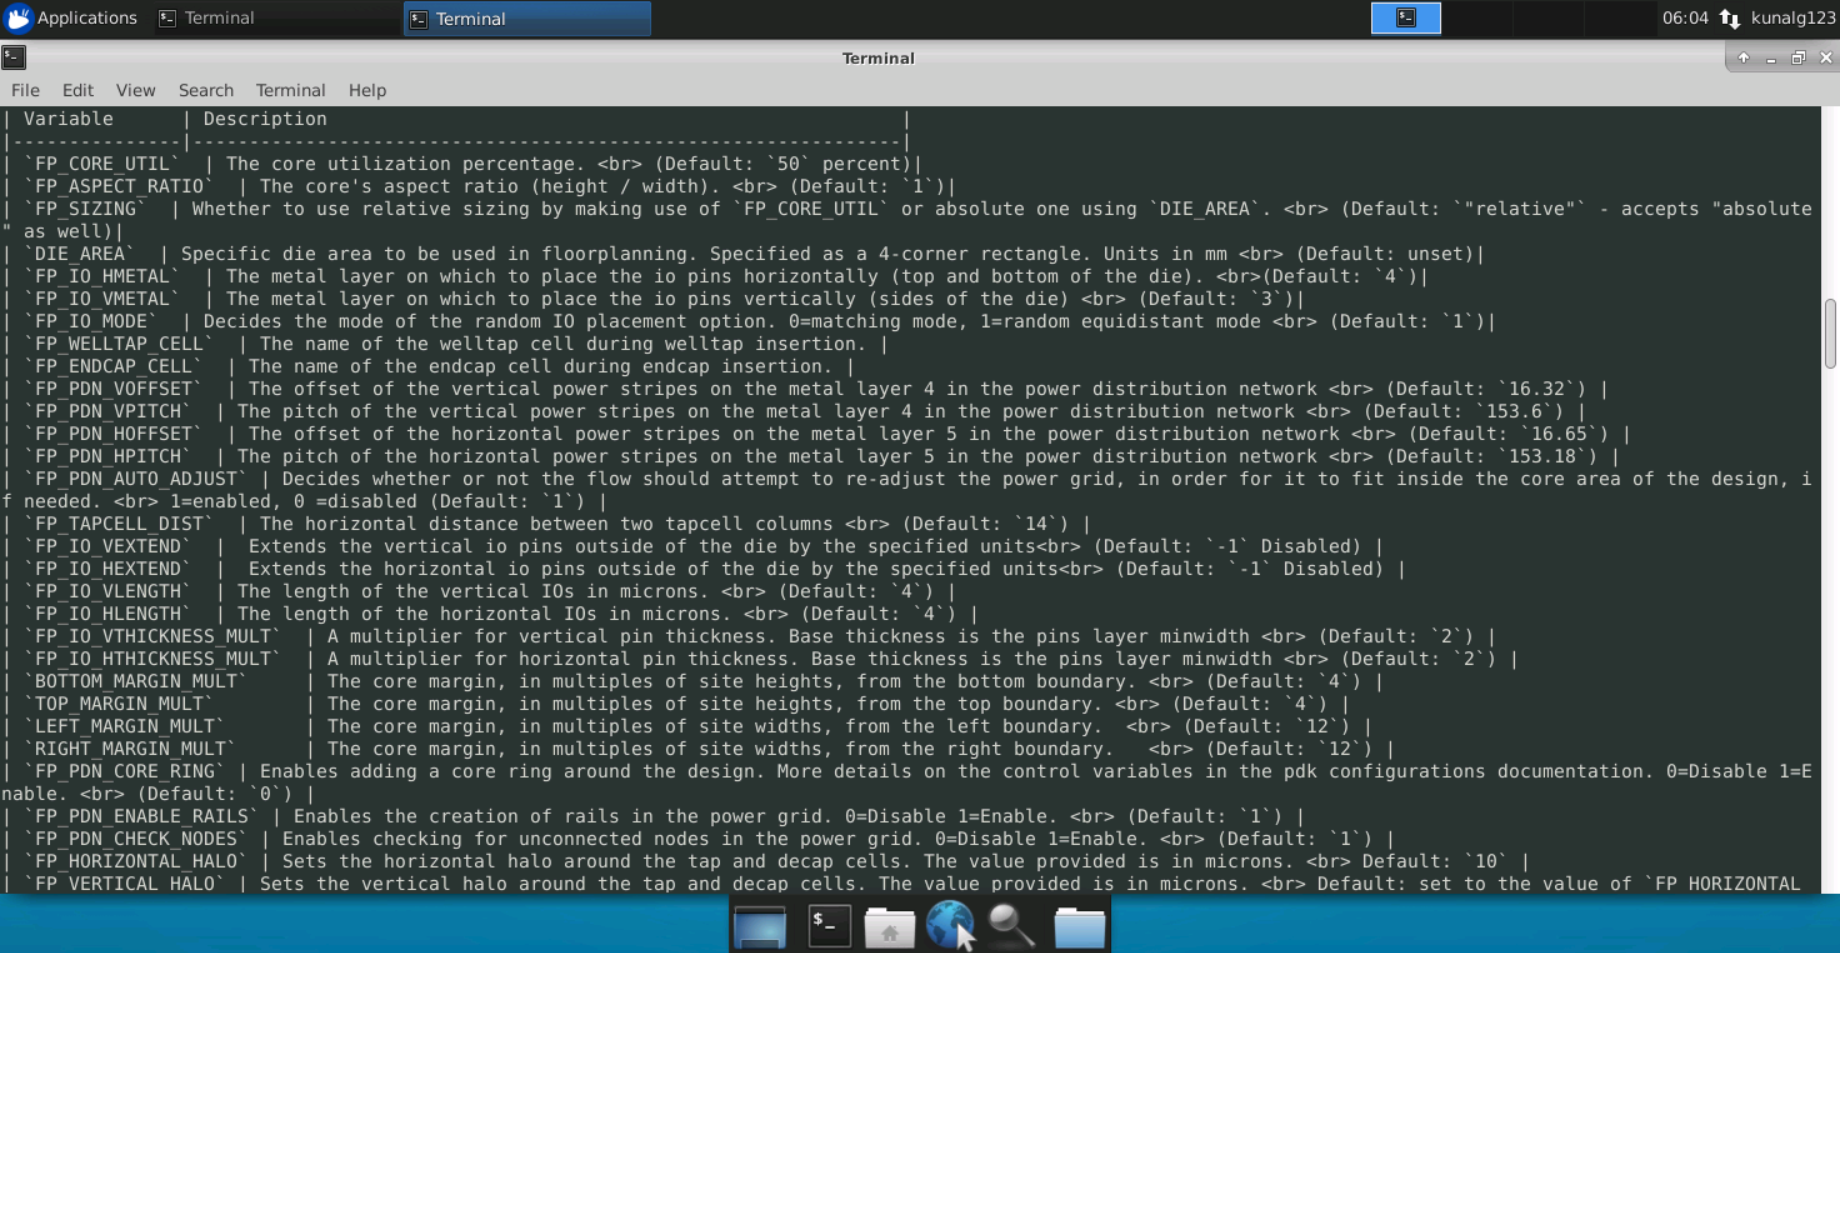 Applications
Terminal
Terminal
06:04
kunalg123
Terminal
File Edit View Search Terminal Help
| Variable      | Description                                                   |
|---------------|---------------------------------------------------------------|
| `FP_CORE_UTIL`  | The core utilization percentage. <br> (Default: `50` percent)|
| `FP_ASPECT_RATIO`  | The core's aspect ratio (height / width). <br> (Default: `1`)|
| `FP_SIZING`  | Whether to use relative sizing by making use of `FP_CORE_UTIL` or absolute one using `DIE_AREA`. <br> (Default: `"relative"` - accepts "absolute
" as well)|
| `DIE_AREA`  | Specific die area to be used in floorplanning. Specified as a 4-corner rectangle. Units in mm <br> (Default: unset)|
| `FP_IO_HMETAL`  | The metal layer on which to place the io pins horizontally (top and bottom of the die). <br>(Default: `4`)|
| `FP_IO_VMETAL`  | The metal layer on which to place the io pins vertically (sides of the die) <br> (Default: `3`)|
| `FP_IO_MODE`  | Decides the mode of the random IO placement option. 0=matching mode, 1=random equidistant mode <br> (Default: `1`)|
| `FP_WELLTAP_CELL`  | The name of the welltap cell during welltap insertion. |
| `FP_ENDCAP_CELL`  | The name of the endcap cell during endcap insertion. |
| `FP_PDN_VOFFSET`  | The offset of the vertical power stripes on the metal layer 4 in the power distribution network <br> (Default: `16.32`) |
| `FP_PDN_VPITCH`  | The pitch of the vertical power stripes on the metal layer 4 in the power distribution network <br> (Default: `153.6`) |
| `FP_PDN_HOFFSET`  | The offset of the horizontal power stripes on the metal layer 5 in the power distribution network <br> (Default: `16.65`) |
| `FP_PDN_HPITCH`  | The pitch of the horizontal power stripes on the metal layer 5 in the power distribution network <br> (Default: `153.18`) |
| `FP_PDN_AUTO_ADJUST` | Decides whether or not the flow should attempt to re-adjust the power grid, in order for it to fit inside the core area of the design, i
f needed. <br> 1=enabled, 0 =disabled (Default: `1`) |
| `FP_TAPCELL_DIST`  | The horizontal distance between two tapcell columns <br> (Default: `14`) |
| `FP_IO_VEXTEND`  |  Extends the vertical io pins outside of the die by the specified units<br> (Default: `-1` Disabled) |
| `FP_IO_HEXTEND`  |  Extends the horizontal io pins outside of the die by the specified units<br> (Default: `-1` Disabled) |
| `FP_IO_VLENGTH`  | The length of the vertical IOs in microns. <br> (Default: `4`) |
| `FP_IO_HLENGTH`  | The length of the horizontal IOs in microns. <br> (Default: `4`) |
| `FP_IO_VTHICKNESS_MULT`  | A multiplier for vertical pin thickness. Base thickness is the pins layer minwidth <br> (Default: `2`) |
| `FP_IO_HTHICKNESS_MULT`  | A multiplier for horizontal pin thickness. Base thickness is the pins layer minwidth <br> (Default: `2`) |
| `BOTTOM_MARGIN_MULT`     | The core margin, in multiples of site heights, from the bottom boundary. <br> (Default: `4`) |
| `TOP_MARGIN_MULT`        | The core margin, in multiples of site heights, from the top boundary. <br> (Default: `4`) |
| `LEFT_MARGIN_MULT`       | The core margin, in multiples of site widths, from the left boundary.  <br> (Default: `12`) |
| `RIGHT_MARGIN_MULT`      | The core margin, in multiples of site widths, from the right boundary.   <br> (Default: `12`) |
| `FP_PDN_CORE_RING` | Enables adding a core ring around the design. More details on the control variables in the pdk configurations documentation. 0=Disable 1=E
nable. <br> (Default: `0`) |
| `FP_PDN_ENABLE_RAILS` | Enables the creation of rails in the power grid. 0=Disable 1=Enable. <br> (Default: `1`) |
| `FP_PDN_CHECK_NODES` | Enables checking for unconnected nodes in the power grid. 0=Disable 1=Enable. <br> (Default: `1`) |
| `FP_HORIZONTAL_HALO` | Sets the horizontal halo around the tap and decap cells. The value provided is in microns. <br> Default: `10` |
| `FP_VERTICAL_HALO` | Sets the vertical halo around the tap and decap cells. The value provided is in microns. <br> Default: set to the value of `FP_HORIZONTAL